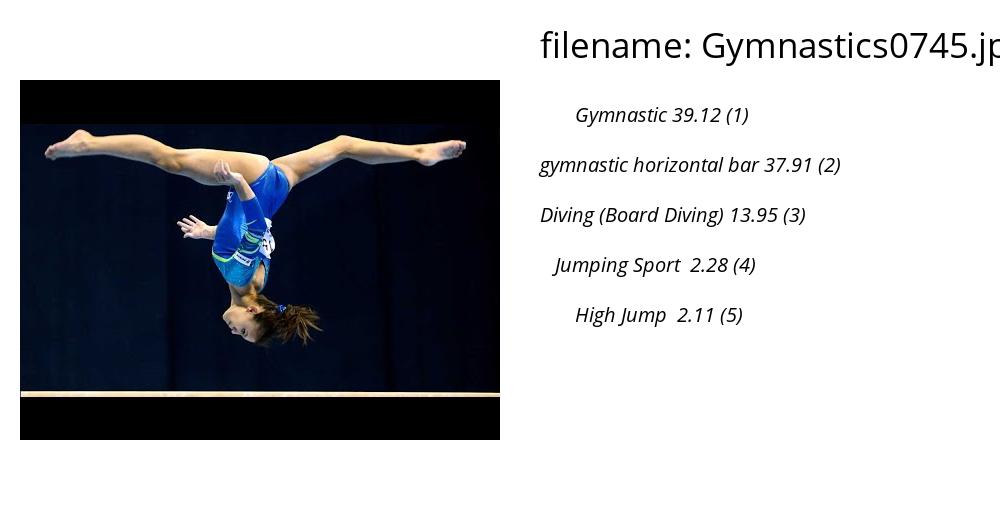 filename: Gymnastics0745.jp
Gymnastic 39.12 (1)
gymnastic horizontal bar 37.91 (2)
Diving (Board Diving) 13.95 (3)
Jumping Sport 2.28 (4)
High Jump 2.11 (5)